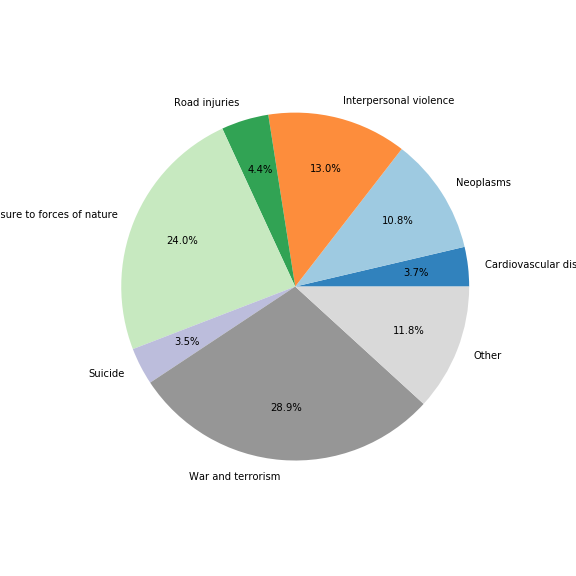 Road injuries
Interpersonal violence
4.4%
13.0%
Neoplasms
sure to forces of nature
10.8%
24.0%
Cardiovascular dis
3.7%
3.5%
11.8%
Suicide
Other
28.9%
War and terrorism